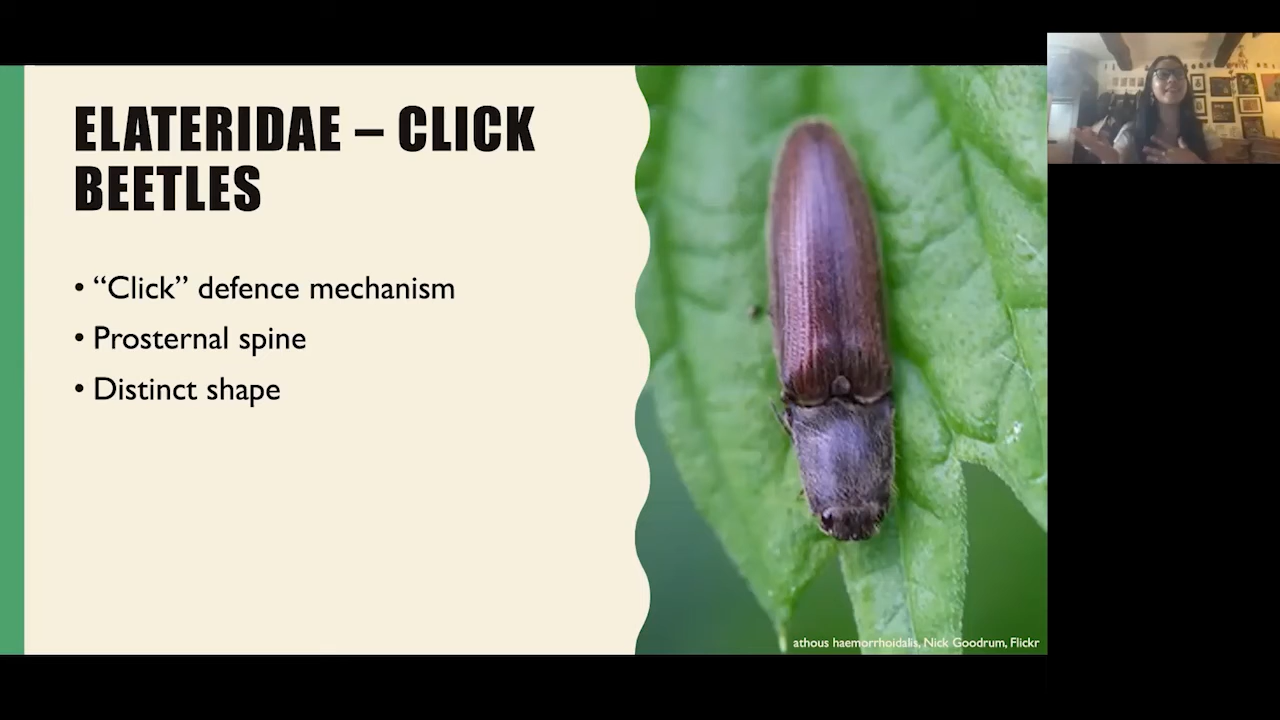 ELATERIDAE – CLICK
BEETLES
• “Click” defence mechanism
• Prosternal spine
• Distinct shape
athous haemorrhoidalis, Nick Goodrum, Flickr